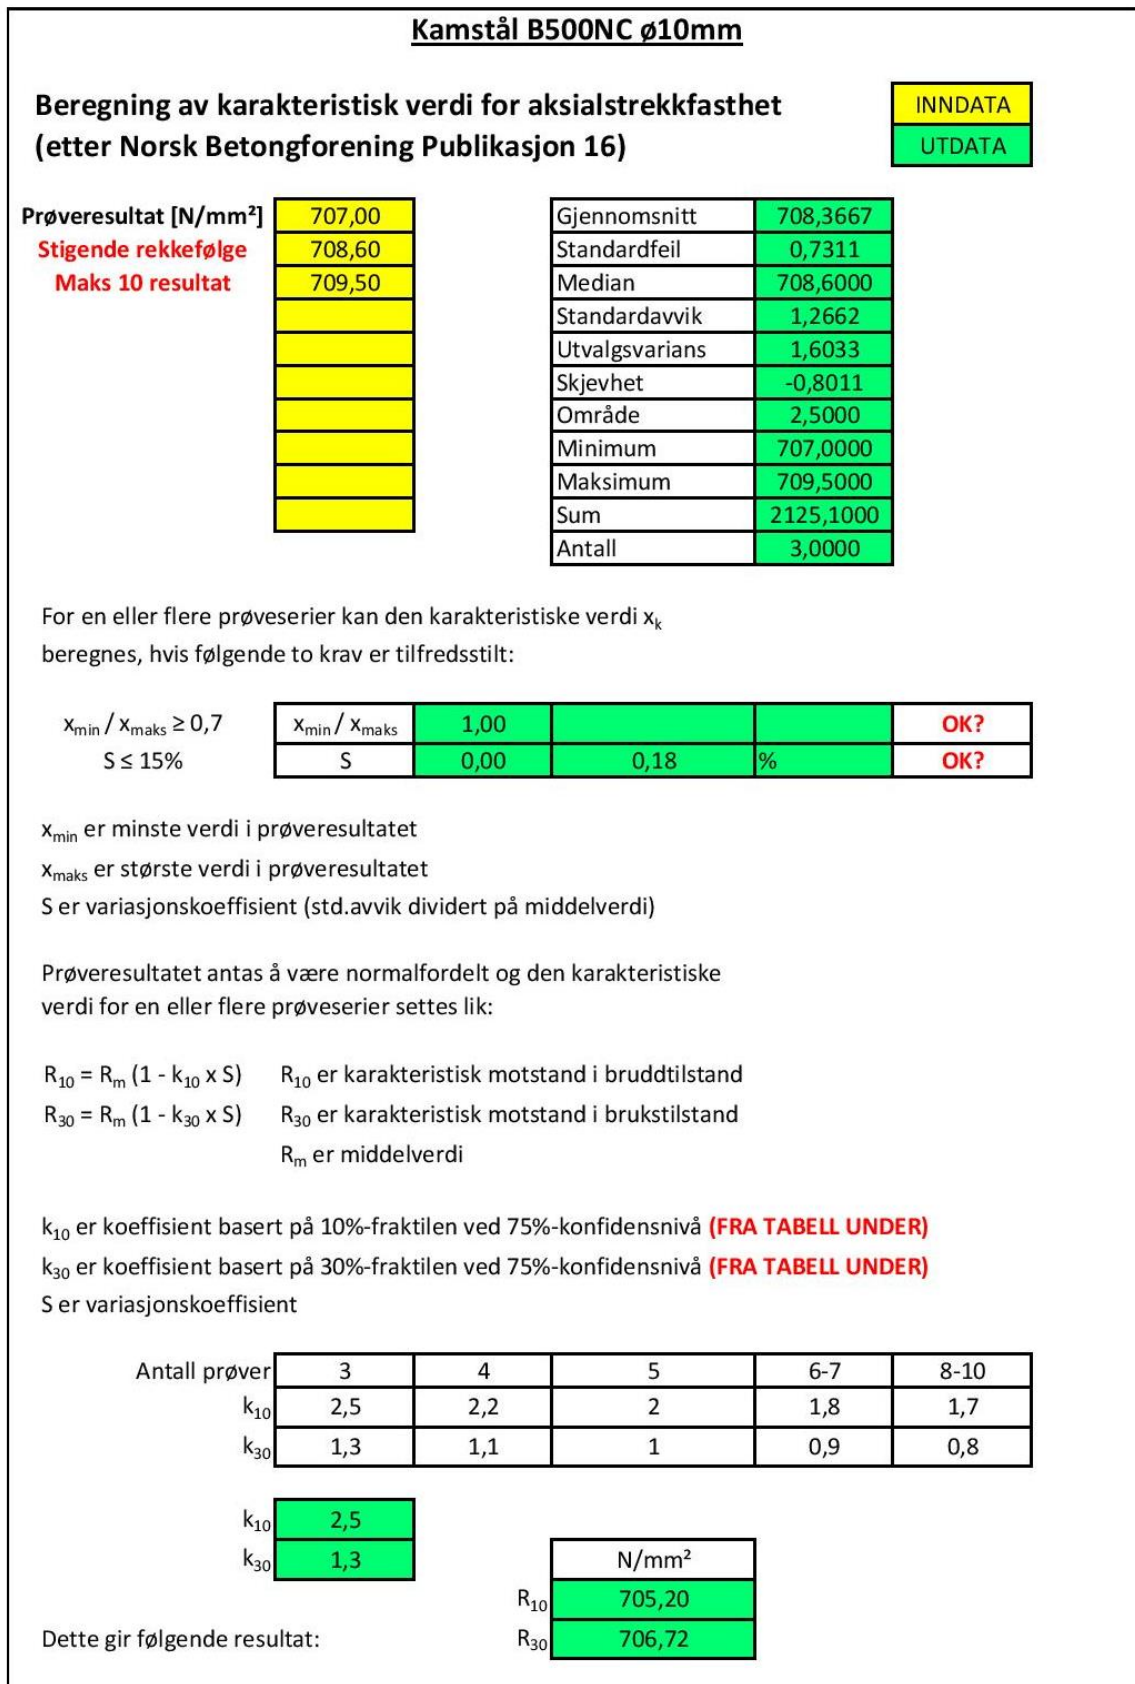 Kamstål B500NC ø10mm
Beregning av karakteristisk verdi for aksialstrekkfasthet
(etter Norsk Betongforening Publikasjon 16)
INNDATA
UTDATA
Prøveresultat [N/mm²] 707,00
Stigende rekkefølge 708,60
Maks 10 resultat 709,50
Gjennomsnitt 708,3667
Standardfeil 0,7311
Median 708,6000
Standardavvik 1,2662
Utvalgsvarians 1,6033
Skjevhet -0,8011
Område 2,5000
Minimum 707,0000
Maksimum 709,5000
Sum 2125,1000
Antall 3,0000
For en eller flere prøveserier kan den karakteristiske verdi xk
beregnes, hvis følgende to krav er tilfredsstilt:
xmin / xmaks ≥ 0,7 xmin / xmaks 1,00 OK?
S ≤ 15% S 0,00 0,18 % OK?
xmin er minste verdi i prøveresultatet
xmaks er største verdi i prøveresultatet
S er variasjonskoeffisient (std.avvik dividert på middelverdi)
Prøveresultatet antas å være normalfordelt og den karakteristiske
verdi for en eller flere prøveserier settes lik:
R10 = Rm (1 - k10 x S) R10 er karakteristisk motstand i bruddtilstand
R30 = Rm (1 - k30 x S) R30 er karakteristisk motstand i brukstilstand
Rm er middelverdi
k10 er koeffisient basert på 10%-fraktilen ved 75%-konfidensnivå (FRA TABELL UNDER)
k30 er koeffisient basert på 30%-fraktilen ved 75%-konfidensnivå (FRA TABELL UNDER)
S er variasjonskoeffisient
Antall prøver 3 4 5 6-7 8-10
k10 2,5 2,2 2 1,8 1,7
k30 1,3 1,1 1 0,9 0,8
k10 2,5
k30 1,3
N/mm²
R10 705,20
Dette gir følgende resultat: R30 706,72